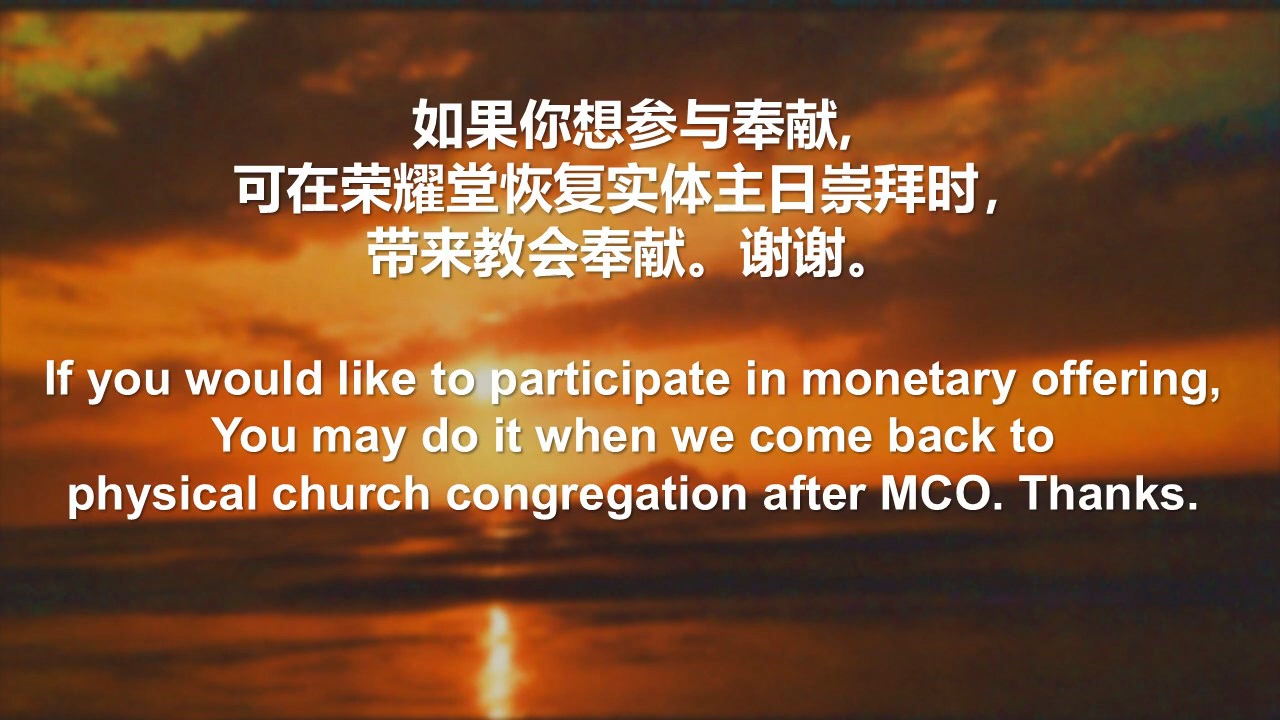 如果你想参与奉献,
可在荣耀堂恢复实体主日崇拜时，
带来教会奉献。谢谢。
If you would like to participate in monetary offering,
You may do it when we come back to
physical church congregation after MCO. Thanks.